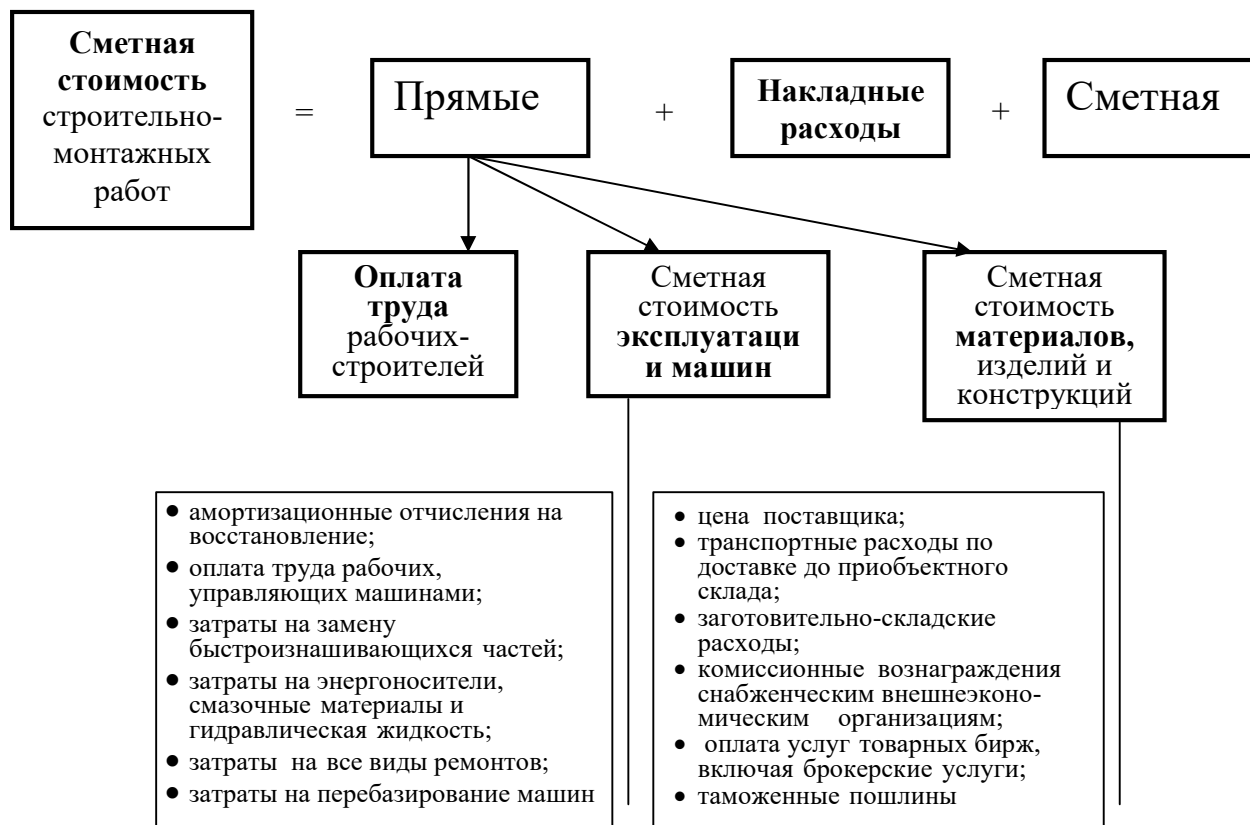 Сметная
стоимость
строительно-
монтажных
работ
=
Прямые
+
Накладные
расходы
+
Сметная
Оплата
труда
рабочих-
строителей
Сметная
стоимость
эксплуатаци
и машин
Сметная
стоимость
материалов,
изделий и
конструкций
• амортизационные отчисления на
восстановление;
• оплата труда рабочих,
управляющих машинами;
• затраты на замену
быстроизнашивающихся частей;
• затраты на энергоносители,
смазочные материалы и
гидравлическая жидкость;
• затраты на все виды ремонтов;
• затраты на перебазирование машин
• цена поставщика;
• транспортные расходы по
доставке до приобъектного
склада;
• заготовительно-складские
расходы;
• комиссионные вознаграждения
снабженческим внешнеэконо-
мическим организациям;
• оплата услуг товарных бирж,
включая брокерские услуги;
• таможенные пошлины